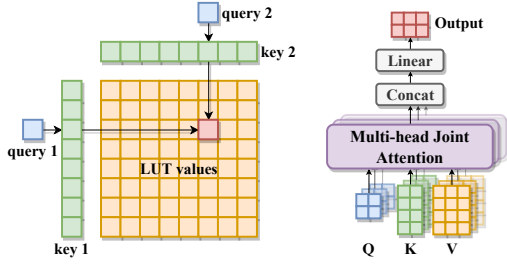 query 2
key 2
query 1
LUT values
key 1
Output
Linear
Concat
Multi-head Joint
Attention
Q
K
V